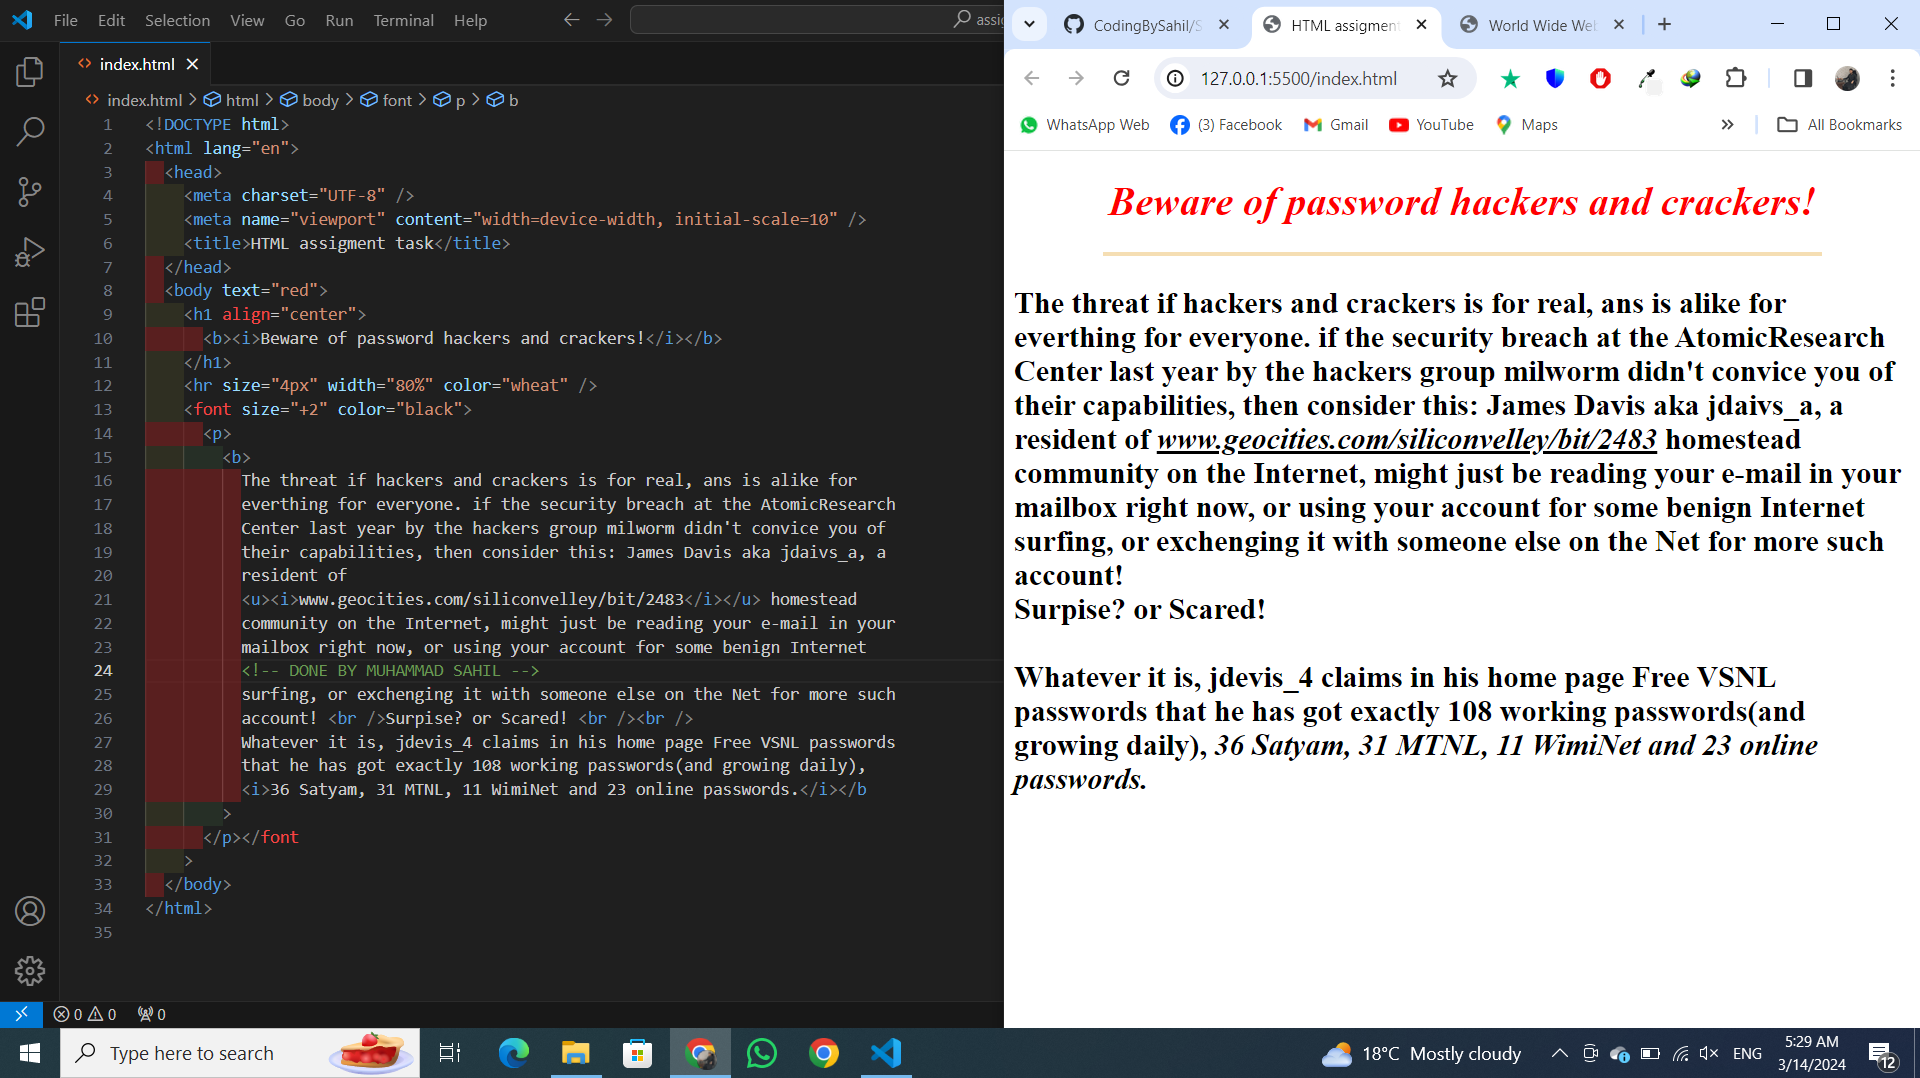 File Edit Selection View Go Run Terminal Help
assig
index.html
index.html > html > body > font > p > b
1 <!DOCTYPE html>
2 <html lang="en">
3 <head>
4 <meta charset="UTF-8" />
5 <meta name="viewport" content="width=device-width, initial-scale=10" />
6 <title>HTML assigment task</title>
7 </head>
8 <body text="red">
9 <h1 align="center">
10 <b><i>Beware of password hackers and crackers!</i></b>
11 </h1>
12 <hr size="4px" width="80%" color="wheat" />
13 <font size="+2" color="black">
14 <p>
15 <b>
16 The threat if hackers and crackers is for real, ans is alike for
17 everthing for everyone. if the security breach at the AtomicResearch
18 Center last year by the hackers group milworm didn't convice you of
19 their capabilities, then consider this: James Davis aka jdaivs_a, a
20 resident of
21 <u><i>www.geocities.com/siliconvelley/bit/2483</i></u> homestead
22 community on the Internet, might just be reading your e-mail in your
23 mailbox right now, or using your account for some benign Internet
24 <!-- DONE BY MUHAMMAD SAHIL -->
25 surfing, or exchenging it with someone else on the Net for more such
26 account! <br />Surpise? or Scared! <br /><br />
27 Whatever it is, jdevis_4 claims in his home page Free VSNL passwords
28 that he has got exactly 108 working passwords(and growing daily),
29 <i>36 Satyam, 31 MTNL, 11 WimiNet and 23 online passwords.</i></b
30 >
31 </p></font
32 >
33 </body>
34 </html>
35
0 0 0
CodingBySahil/S
HTML assigment
World Wide Web
127.0.0.1:5500/index.html
WhatsApp Web (3) Facebook Gmail YouTube Maps » All Bookmarks
Beware of password hackers and crackers!
The threat if hackers and crackers is for real, ans is alike for
everthing for everyone. if the security breach at the AtomicResearch
Center last year by the hackers group milworm didn't convice you of
their capabilities, then consider this: James Davis aka jdaivs_a, a
resident of www.geocities.com/siliconvelley/bit/2483 homestead
community on the Internet, might just be reading your e-mail in your
mailbox right now, or using your account for some benign Internet
surfing, or exchenging it with someone else on the Net for more such
account!
Surpise? or Scared!
Whatever it is, jdevis_4 claims in his home page Free VSNL
passwords that he has got exactly 108 working passwords(and
growing daily), 36 Satyam, 31 MTNL, 11 WimiNet and 23 online
passwords.
Type here to search
18°C Mostly cloudy
ENG
5:29 AM
3/14/2024
12